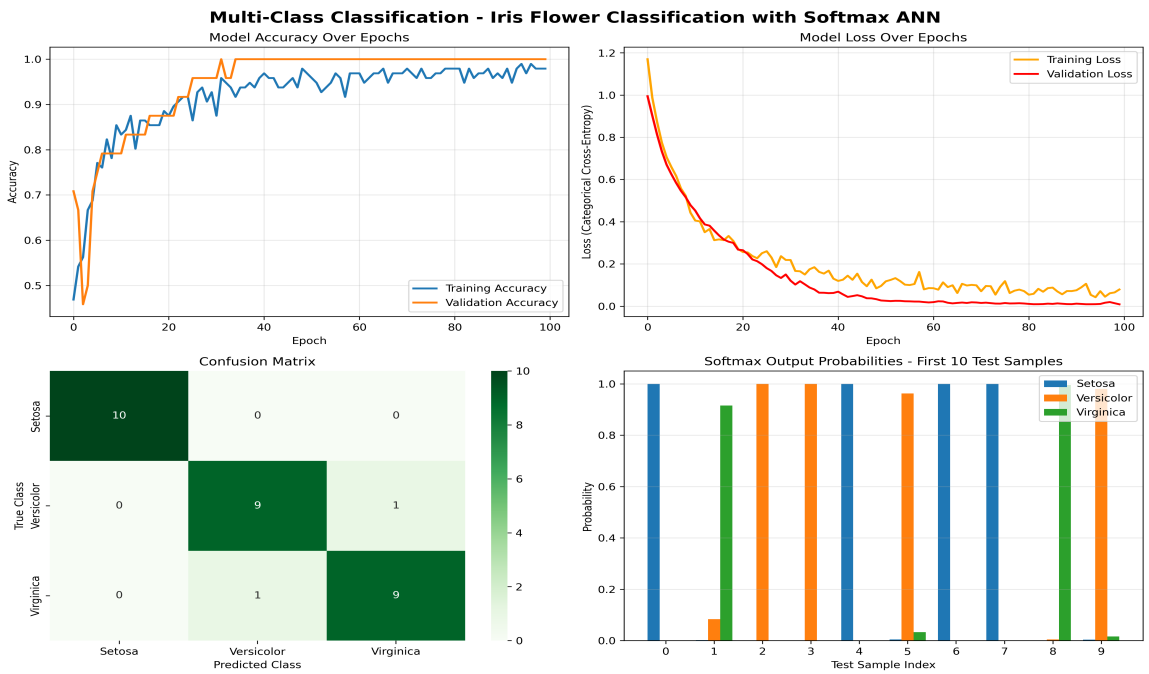 Multi-Class Classification - Iris Flower Classification with Softmax ANN
Model Accuracy Over Epochs
Accuracy
1.0
0.9
0.8
0.7
0.6
0.5
Training Accuracy
Validation Accuracy
0 20 40 60 80 100
Epoch
Model Loss Over Epochs
Loss (Categorical Cross-Entropy)
1.2
1.0
0.8
0.6
0.4
0.2
0.0
Training Loss
Validation Loss
0 20 40 60 80 100
Epoch
Confusion Matrix
True Class
Setosa
10 0 0
Versicolor
0 9 1
Virginica
0 1 9
Setosa Versicolor Virginica
Predicted Class
10
8
6
4
2
0
Softmax Output Probabilities - First 10 Test Samples
Probability
1.0
0.8
0.6
0.4
0.2
0.0
Setosa
Versicolor
Virginica
0 1 2 3 4 5 6 7 8 9
Test Sample Index